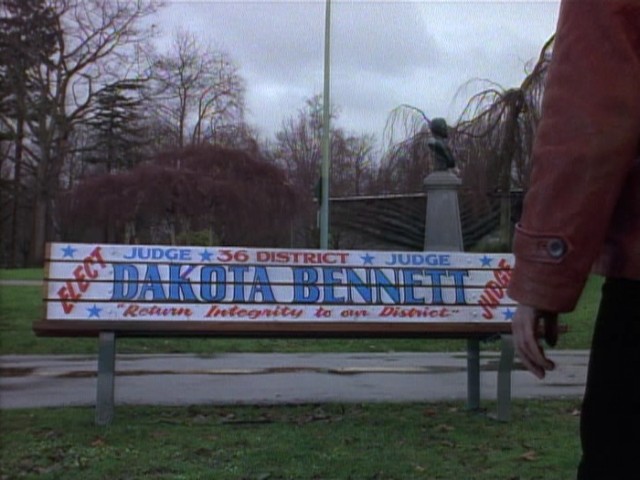 ELECT
JUDGE ★ 36 DISTRICT ★ JUDGE
DAKOTA BENNETT
"Return Integrity to our District"
JUDGE